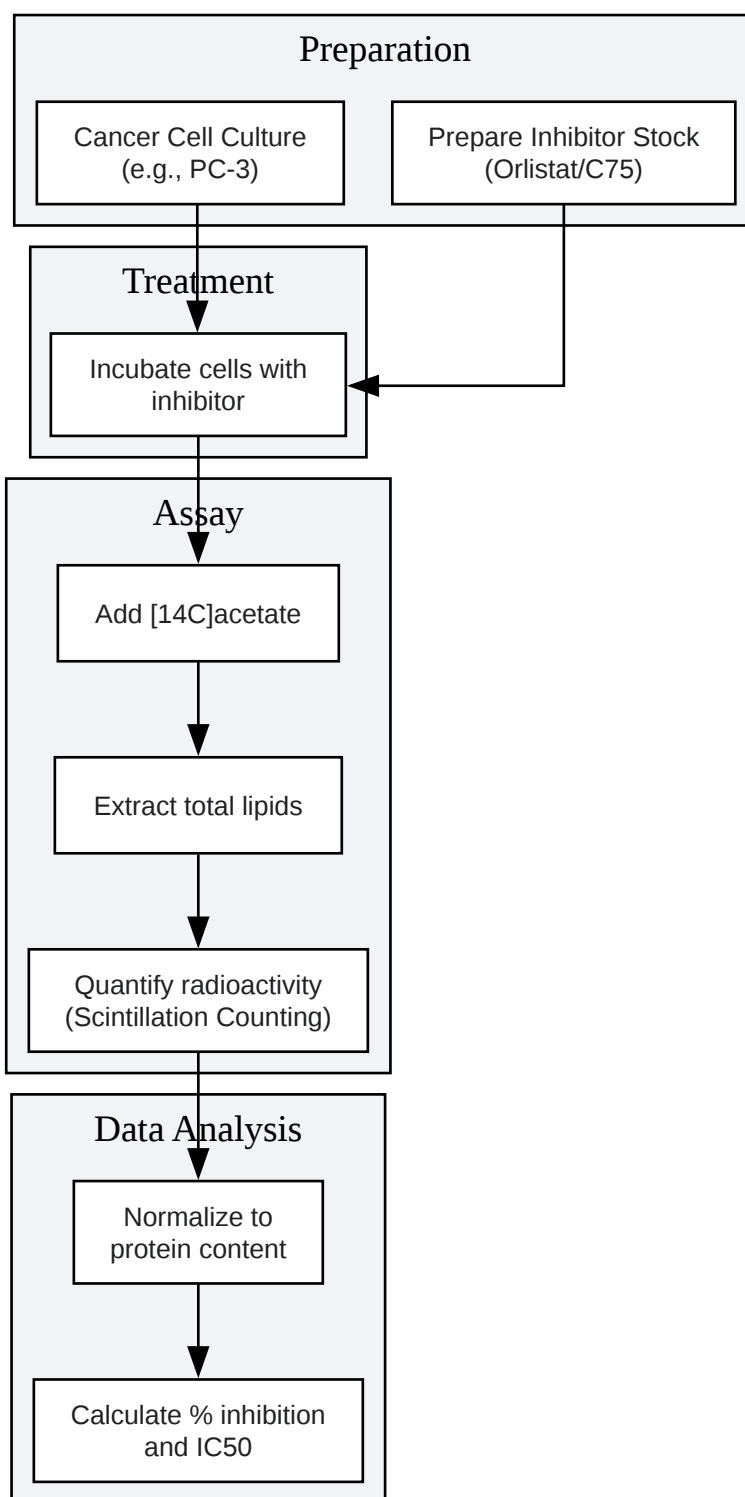 Preparation
Cancer Cell Culture
(e.g., PC-3)
Prepare Inhibitor Stock
(Orlistat/C75)
Treatment
Incubate cells with
inhibitor
Assay
Add [14C]acetate
Extract total lipids
Quantify radioactivity
(Scintillation Counting)
Data Analysis
Normalize to
protein content
Calculate % inhibition
and IC50